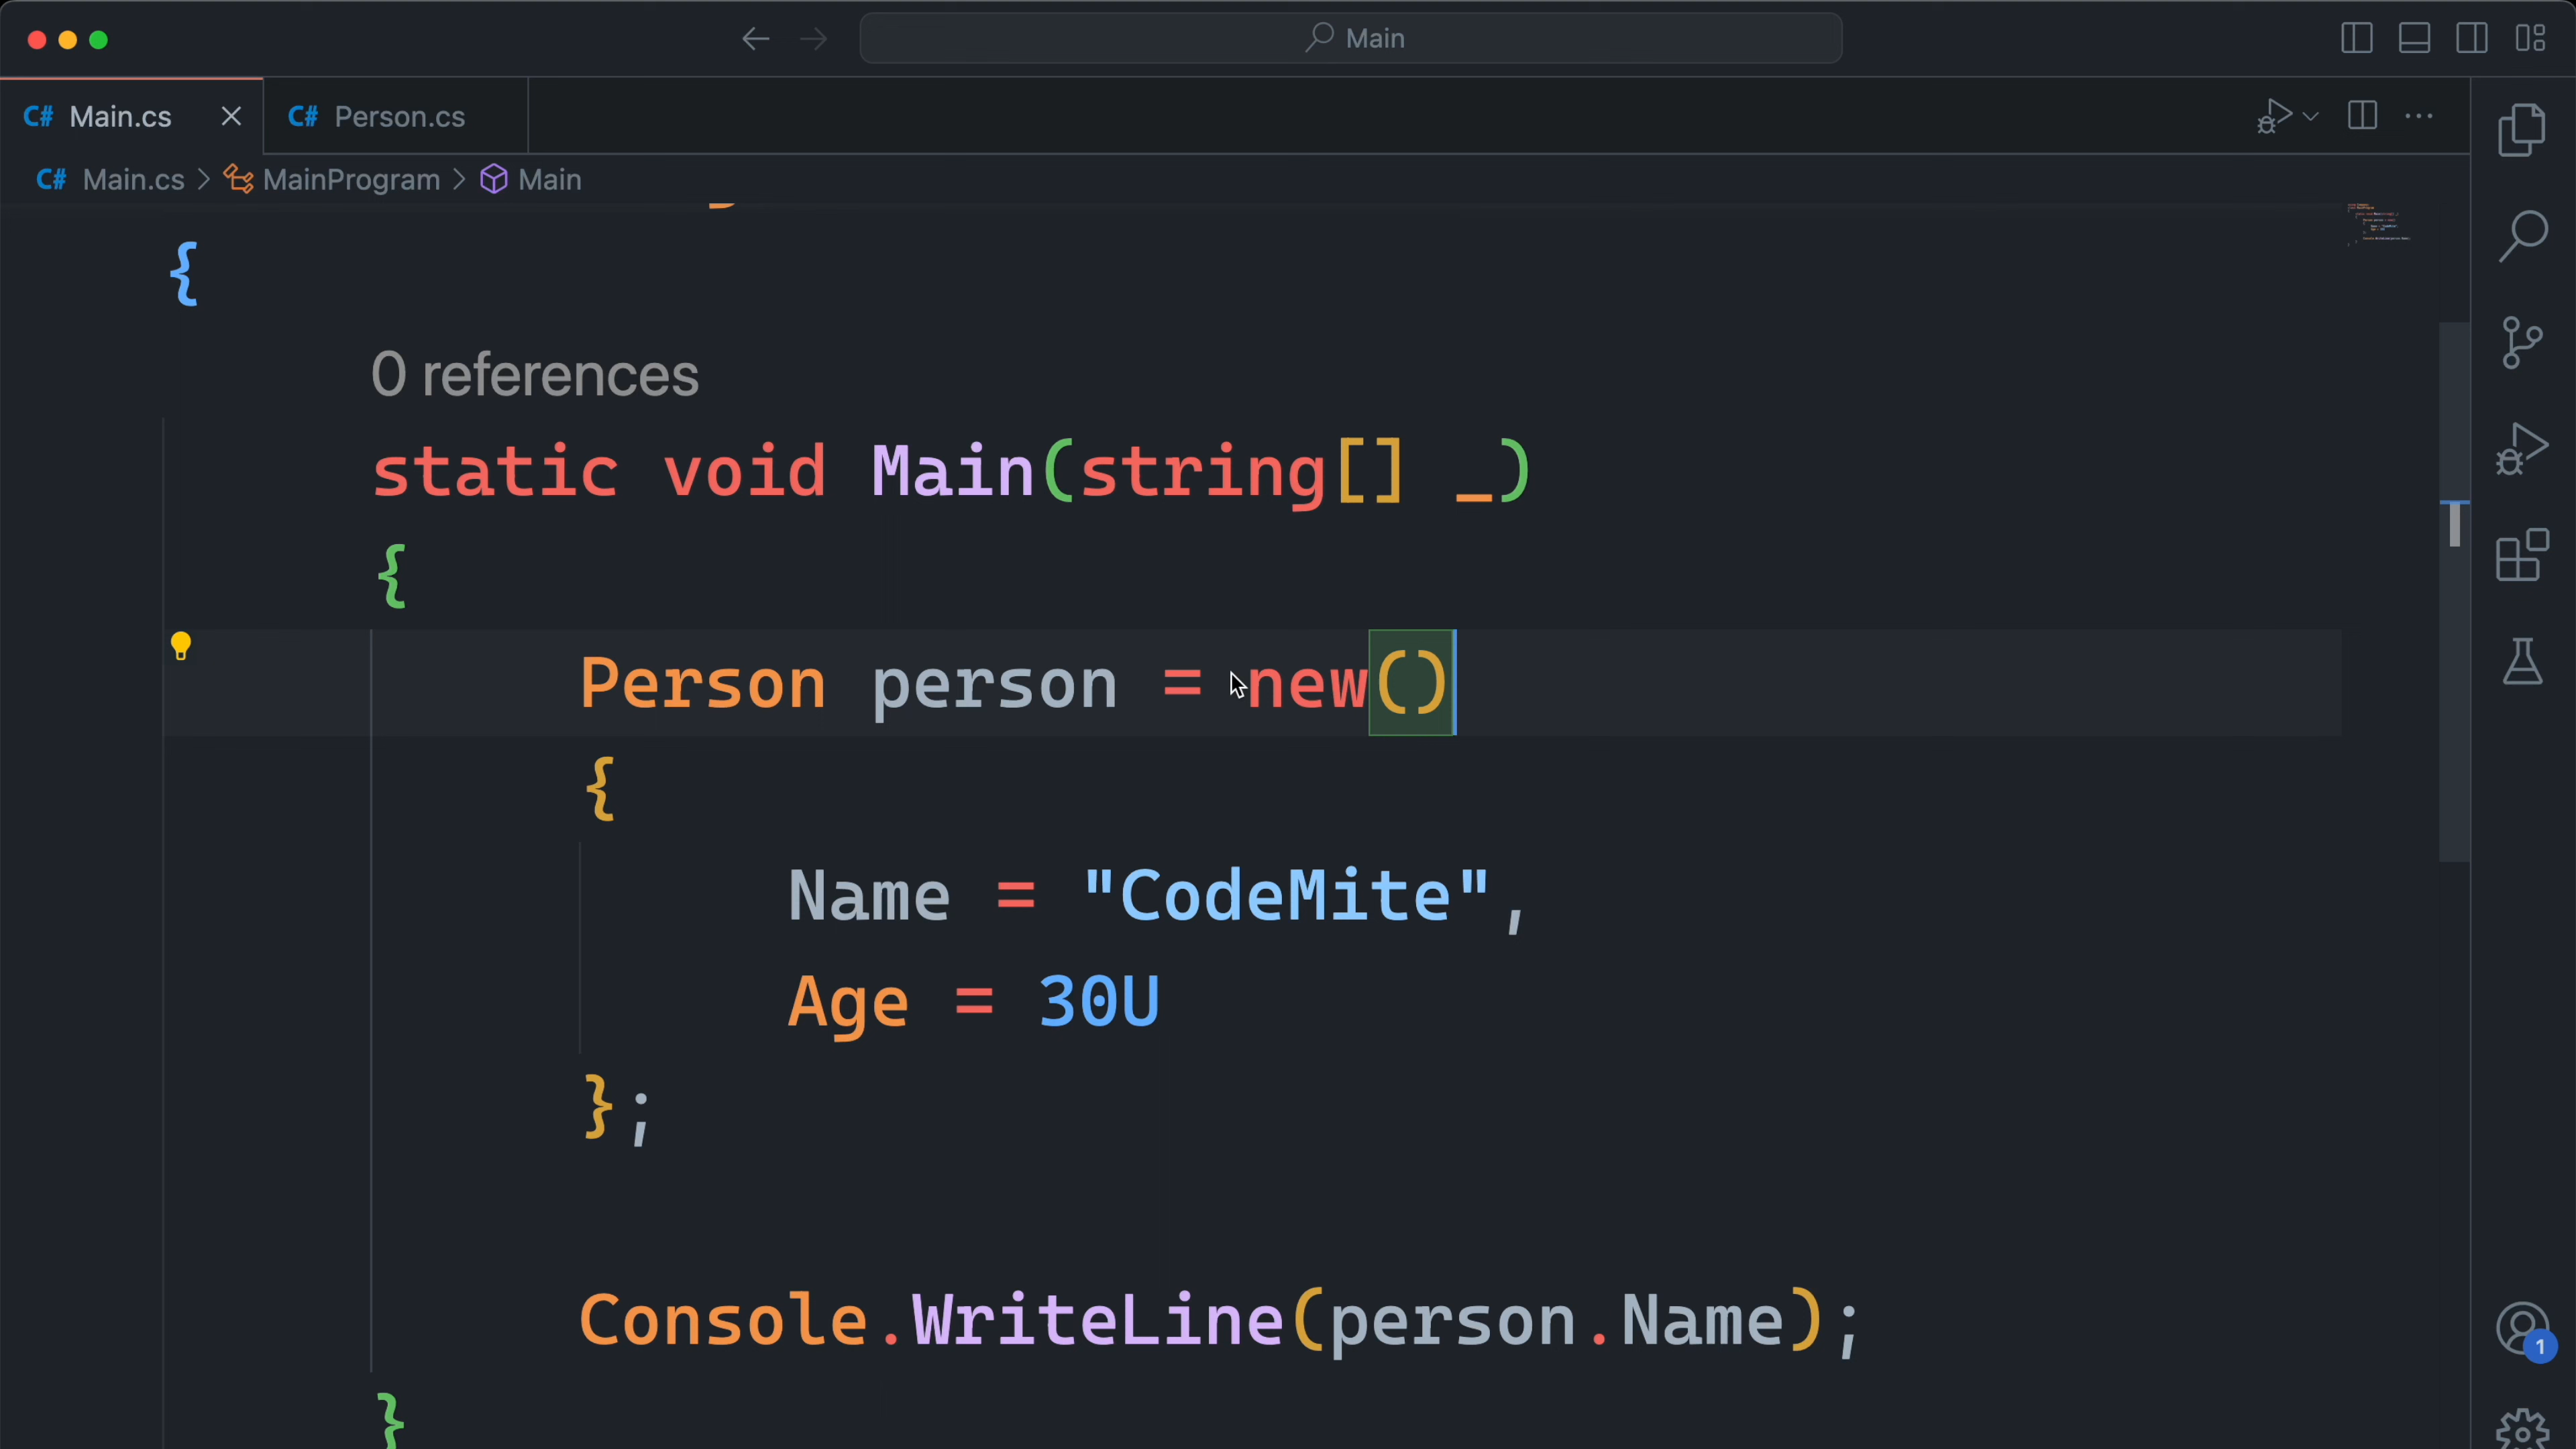 Main
C# Main.cs
C# Person.cs
C# Main.cs > MainProgram > Main
{
0 references
static void Main(string[] _)
{
Person person = new()
{
Name = "CodeMite",
Age = 30U
};
Console.WriteLine(person.Name);
}
1